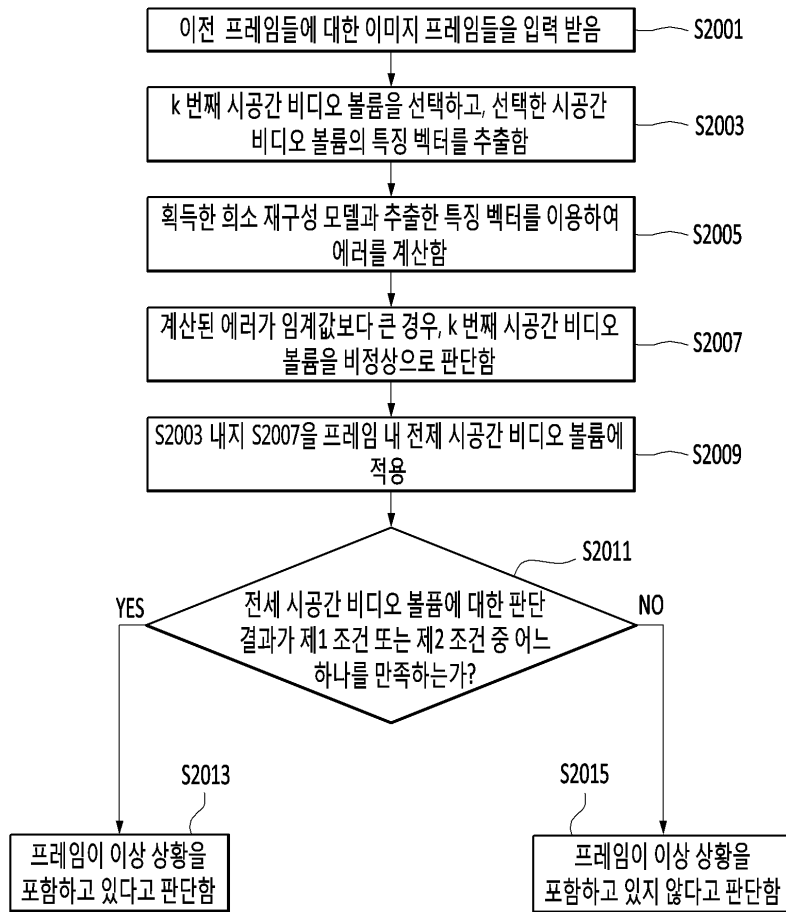 이전 프레임들에 대한 이미지 프레임들을 입력 받음
S2001
k 번째 시공간 비디오 볼륨을 선택하고, 선택한 시공간
비디오 볼륨의 특징 벡터를 추출함
S2003
획득한 희소 재구성 모델과 추출한 특징 벡터를 이용하여
에러를 계산함
S2005
계산된 에러가 임계값보다 큰 경우, k 번째 시공간 비디오
볼륨을 비정상으로 판단함
S2007
S2003 내지 S2007을 프레임 내 전제 시공간 비디오 볼륨에
적용
S2009
S2011
전세 시공간 비디오 볼품에 대한 판단
결과가 제1 조건 또는 제2 조건 중 어느
하나를 만족하는가?
YES
NO
S2013
프레임이 이상 상황을
포함하고 있다고 판단함
S2015
프레임이 이상 상황을
포함하고 있지 않다고 판단함